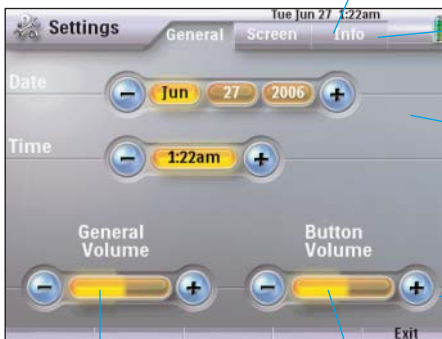 Tue Jun 27 1:22am
Settings General Screen Info
Date
Jun 27 2006
Time
1:22am
General Button
Volume Volume
Exit